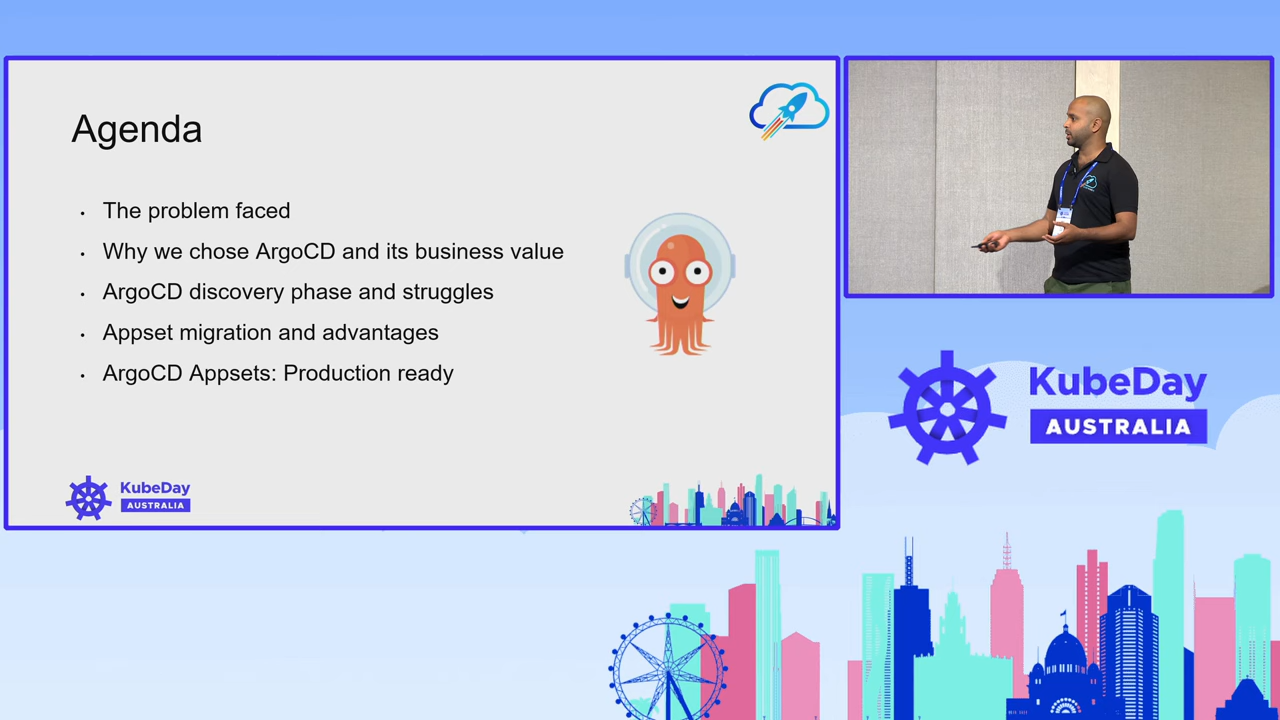 Agenda
• The problem faced
• Why we chose ArgoCD and its business value
• ArgoCD discovery phase and struggles
• Appset migration and advantages
• ArgoCD Appsets: Production ready
KubeDay
AUSTRALIA
KubeDay
AUSTRALIA